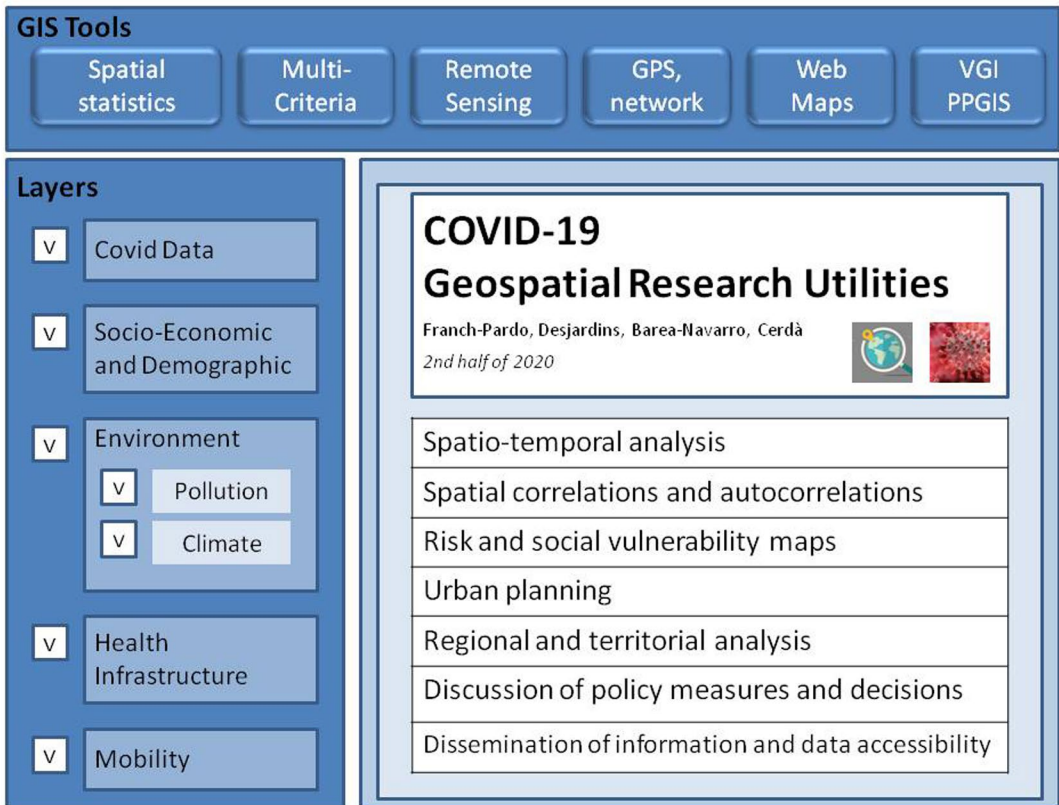 GIS Tools
Spatial
statistics
Multi-
Criteria
Remote
Sensing
GPS,
network
Web
Maps
VGI
PPGIS
Layers
v
Covid Data
v
Socio-Economic
and Demographic
v
Environment
v
Pollution
v
Climate
v
Health
Infrastructure
v
Mobility
COVID-19
Geospatial Research Utilities
Franch-Pardo, Desjardins, Barea-Navarro, Cerdà
2nd half of 2020
Spatio-temporal analysis
Spatial correlations and autocorrelations
Risk and social vulnerability maps
Urban planning
Regional and territorial analysis
Discussion of policy measures and decisions
Dissemination of information and data accessibility